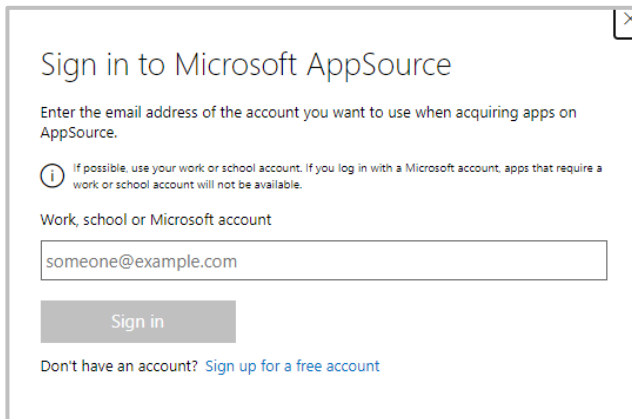 Sign in to Microsoft AppSource
Enter the email address of the account you want to use when acquiring apps on
AppSource.
If possible, use your work or school account. If you log in with a Microsoft account, apps that require a
work or school account will not be available.
Work, school or Microsoft account
someone@example.com
Sign in
Don't have an account? Sign up for a free account